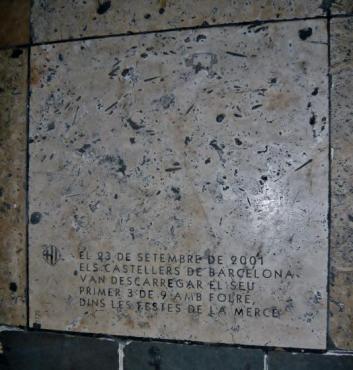 EL 23 DE SETEMBRE DE 2001
ELS CASTELLERS DE BARCELONA
VAN DESCARREGAR EL SEU
PRIMER 3 DE 9 AMB FOLRE,
DINS LES FESTES DE LA MERCÈ